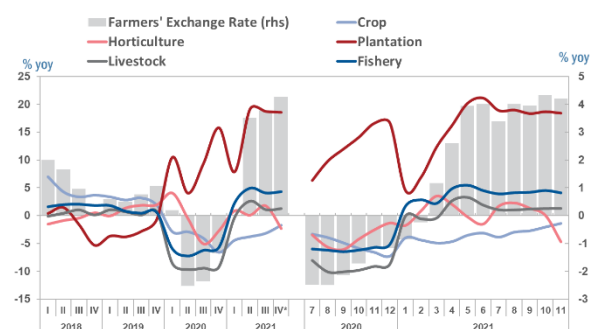 Farmers' Exchange Rate (rhs) Crop
Horticulture Plantation
Livestock Fishery
% yoy % yoy
25 5
20 4
15 3
10 2
5 1
0 0
-5 -1
-10 -2
-15 -3
I II III IV I II III IV I II III IV I II III IV* 7 8 9 10 11 12 1 2 3 4 5 6 7 8 9 10 11
2018 2019 2020 2021 2020 2021